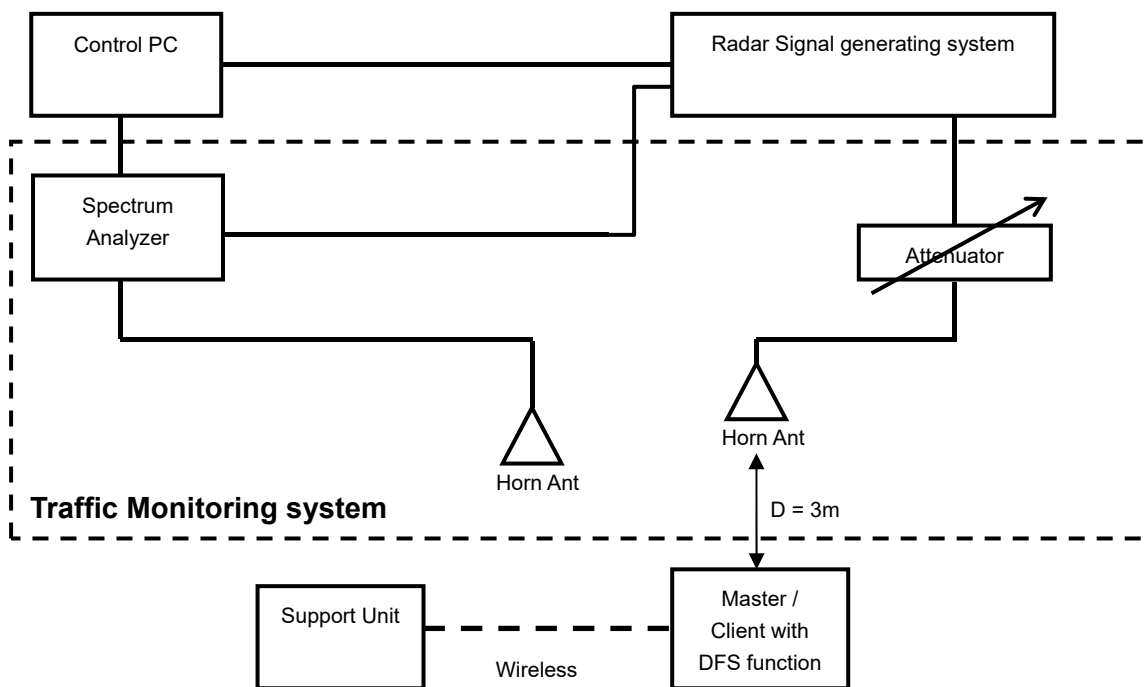 Control PC
Radar Signal generating system
Spectrum
Analyzer
Attenuator
Horn Ant
Horn Ant
Traffic Monitoring system
D = 3m
Support Unit
Wireless
Master /
Client with
DFS function